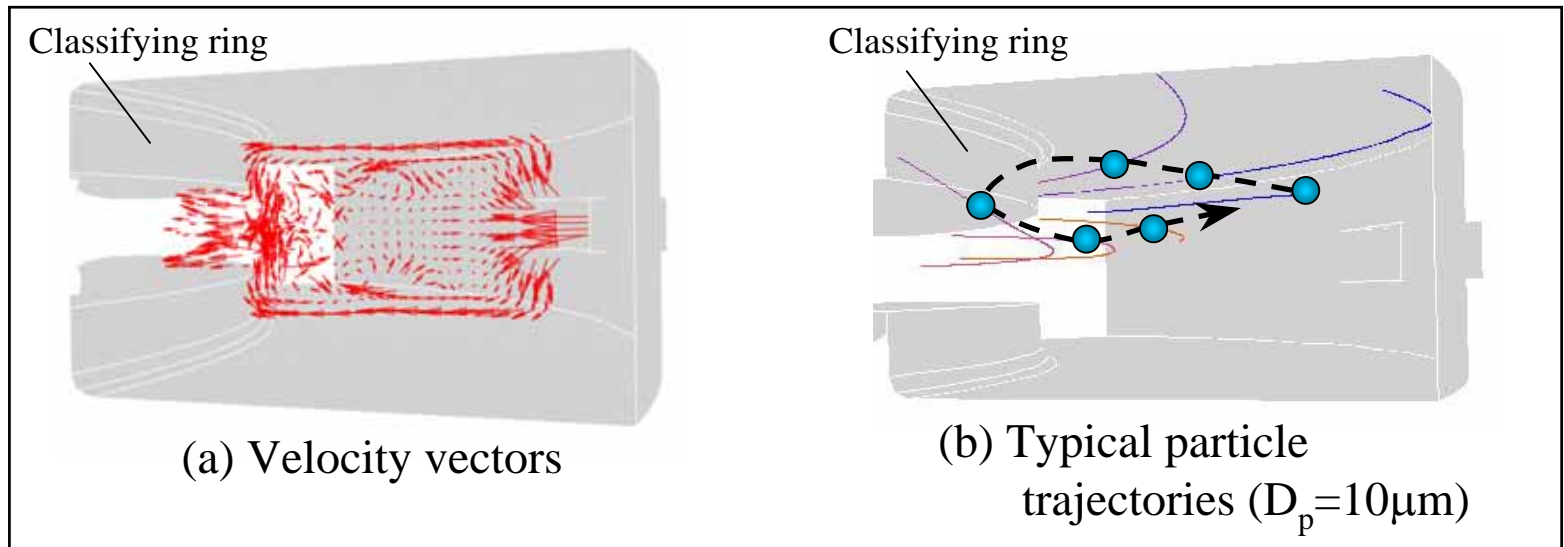 Classifying ring
(a) Velocity vectors
Classifying ring
(b) Typical particle
trajectories (Dp=10μm)